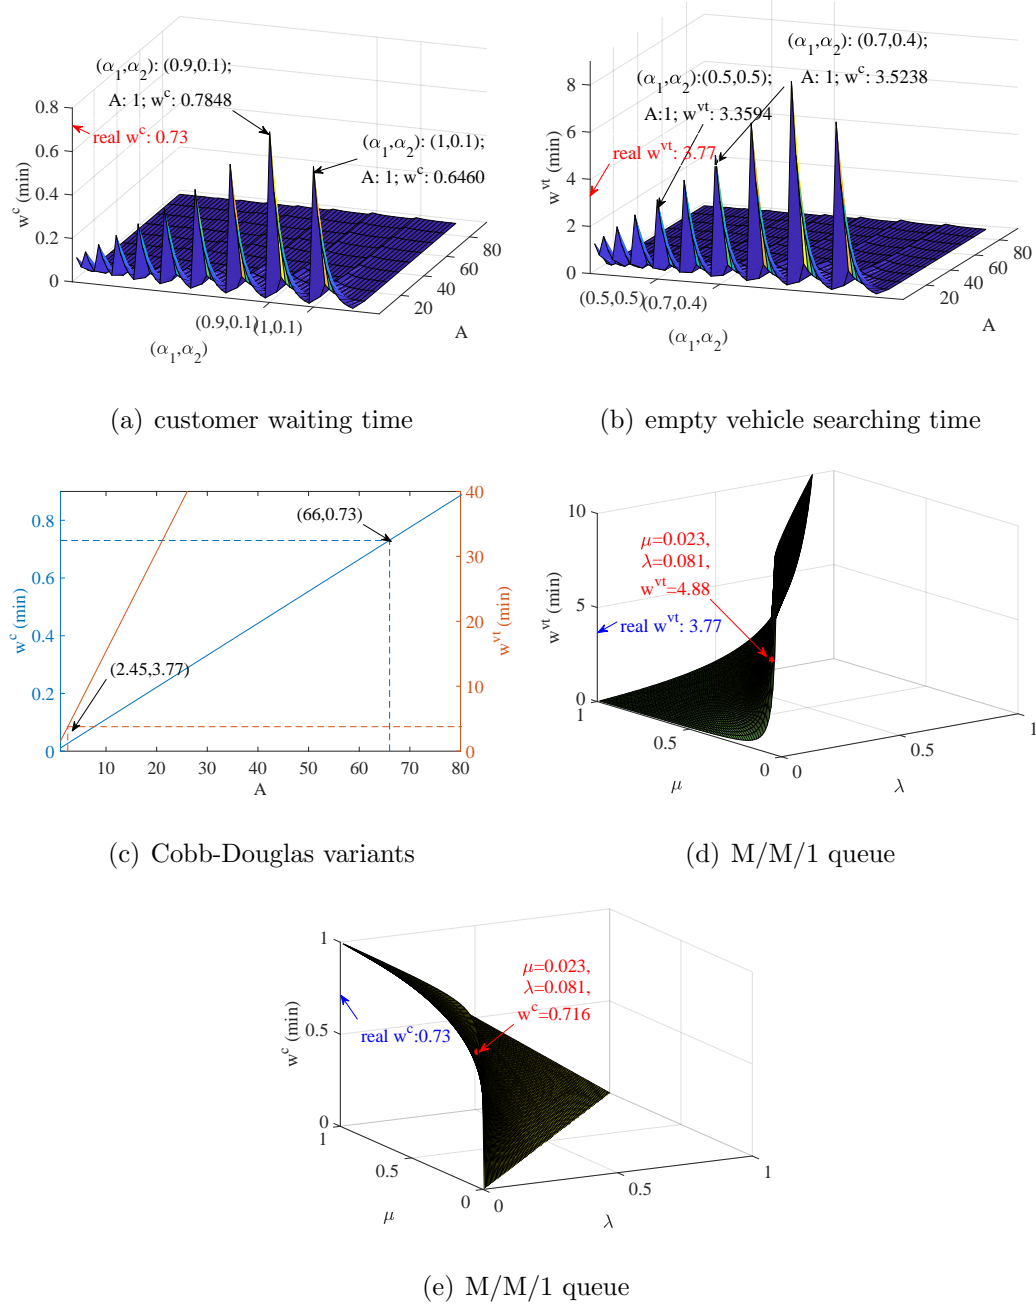 (α₁,α₂): (0.9,0.1);
A: 1; wᶜ: 0.7848
real wᶜ: 0.73
(α₁,α₂): (1,0.1);
A: 1; wᶜ: 0.6460
wᶜ (min)
0.8
0.6
0.4
0.2
0
(0.9,0.1)
(1,0.1)
(α₁,α₂)
20
40
60
80
A
(a) customer waiting time
(α₁,α₂): (0.7,0.4);
A: 1; wᶜ: 3.5238
(α₁,α₂):(0.5,0.5);
A:1; wᵛᵗ: 3.3594
real wᵛᵗ: 3.77
wᵛᵗ (min)
8
6
4
2
0
(0.5,0.5)
(0.7,0.4)
(α₁,α₂)
20
40
60
80
A
(b) empty vehicle searching time
wᶜ (min)
0.8
0.6
0.4
0.2
0
(66,0.73)
(2.45,3.77)
10 20 30 40 50 60 70 80
A
40
30
20
10
0
wᵛᵗ (min)
(c) Cobb-Douglas variants
wᵛᵗ (min)
10
5
0
μ=0.023,
λ=0.081,
wᵛᵗ=4.88
real wᵛᵗ: 3.77
1
0.5
0
μ
0
0.5
1
λ
(d) M/M/1 queue
wᶜ (min)
1
0.5
0
μ=0.023,
λ=0.081,
wᶜ=0.716
real wᶜ:0.73
1
0.5
0
μ
0
0.5
1
λ
(e) M/M/1 queue